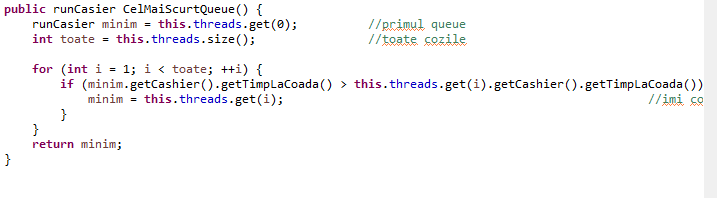 public runCasier CelMaiScurtQueue() {
    runCasier minim = this.threads.get(0);          //primul queue
    int toate = this.threads.size();                //toate cozile

    for (int i = 1; i < toate; ++i) {
        if (minim.getCashier().getTimpLaCoada() > this.threads.get(i).getCashier().getTimpLaCoada())
            minim = this.threads.get(i);                                                    //imi co
        }
    }
    return minim;
}